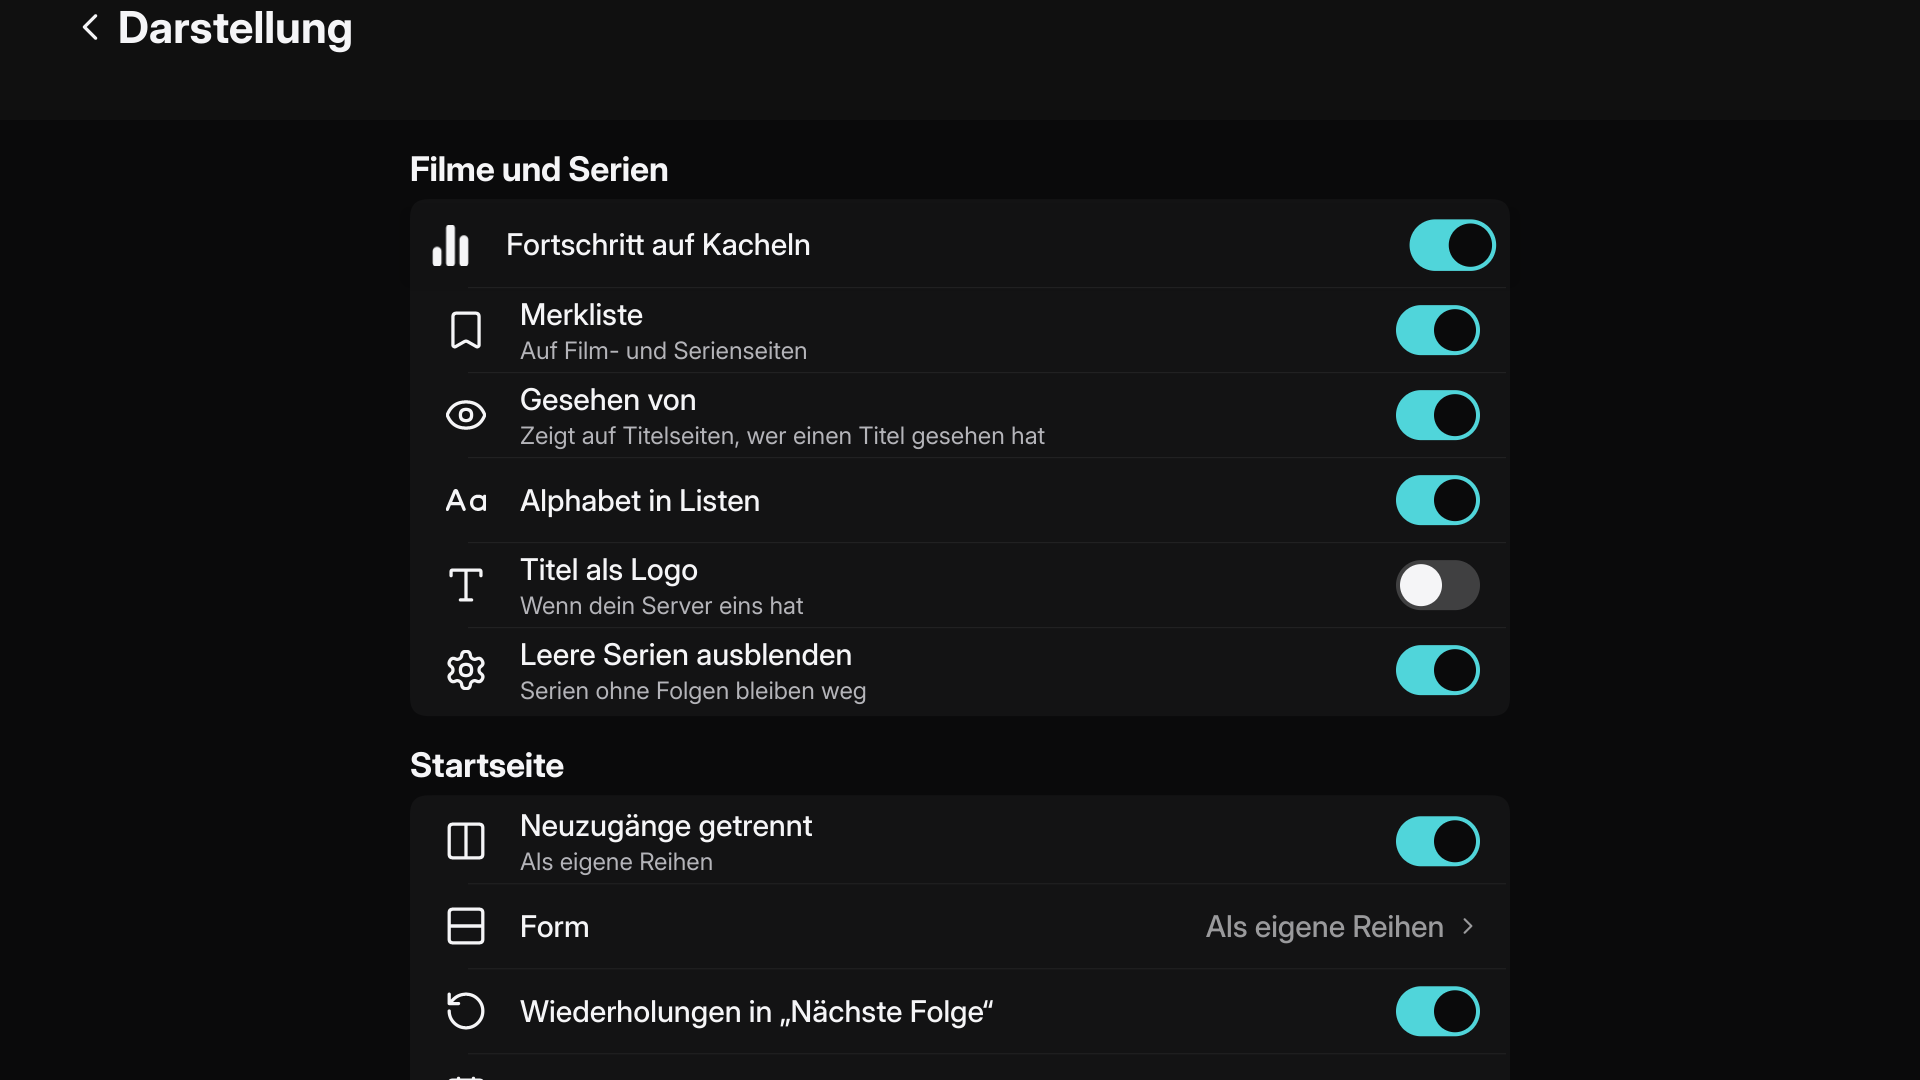 Darstellung
Filme und Serien
Fortschritt auf Kacheln
Merkliste
Auf Film- und Serienseiten
Gesehen von
Zeigt auf Titelseiten, wer einen Titel gesehen hat
Aa Alphabet in Listen
Titel als Logo
Wenn dein Server eins hat
Leere Serien ausblenden
Serien ohne Folgen bleiben weg
Startseite
Neuzugänge getrennt
Als eigene Reihen
Form Als eigene Reihen
Wiederholungen in „Nächste Folge“